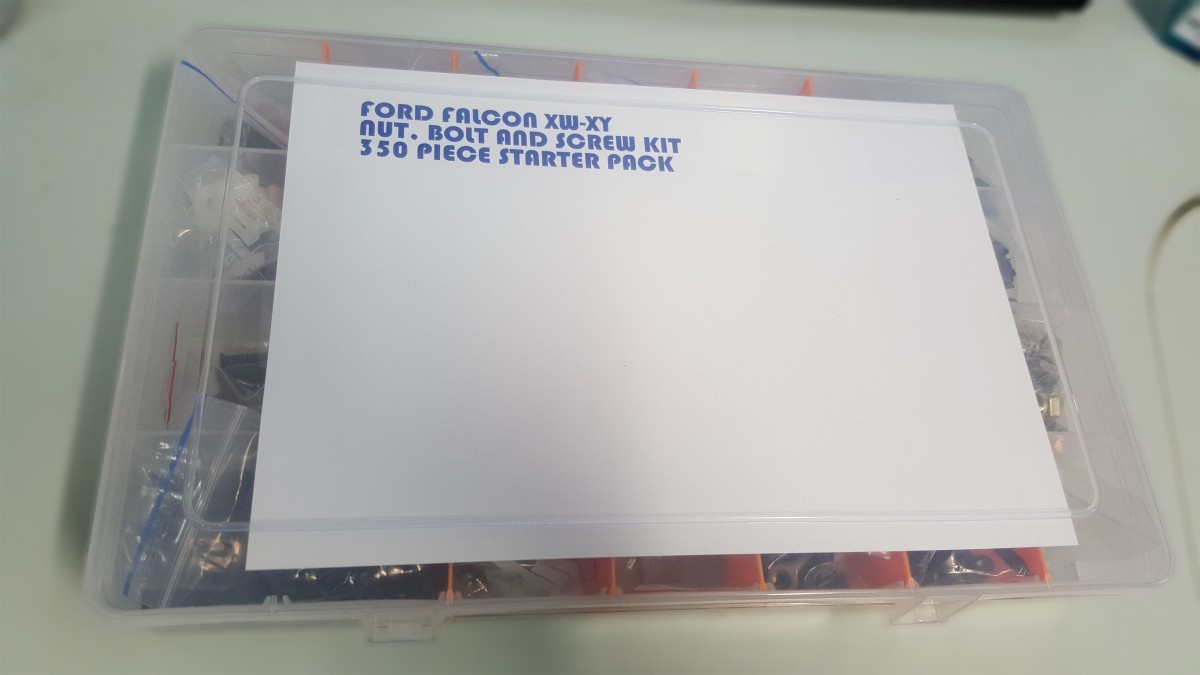 FORD FALCON XW-XY
NUT. BOLT AND SCREW KIT
350 PIECE STARTER PACK